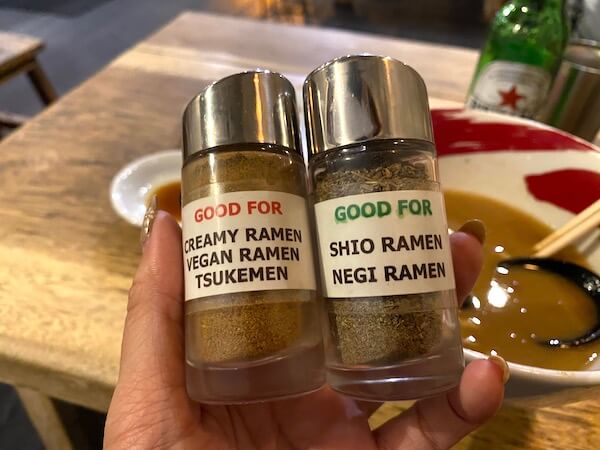 GOOD FOR
CREAMY RAMEN
VEGAN RAMEN
TSUKEMEN
GOOD FOR
SHIO RAMEN
NEGI RAMEN